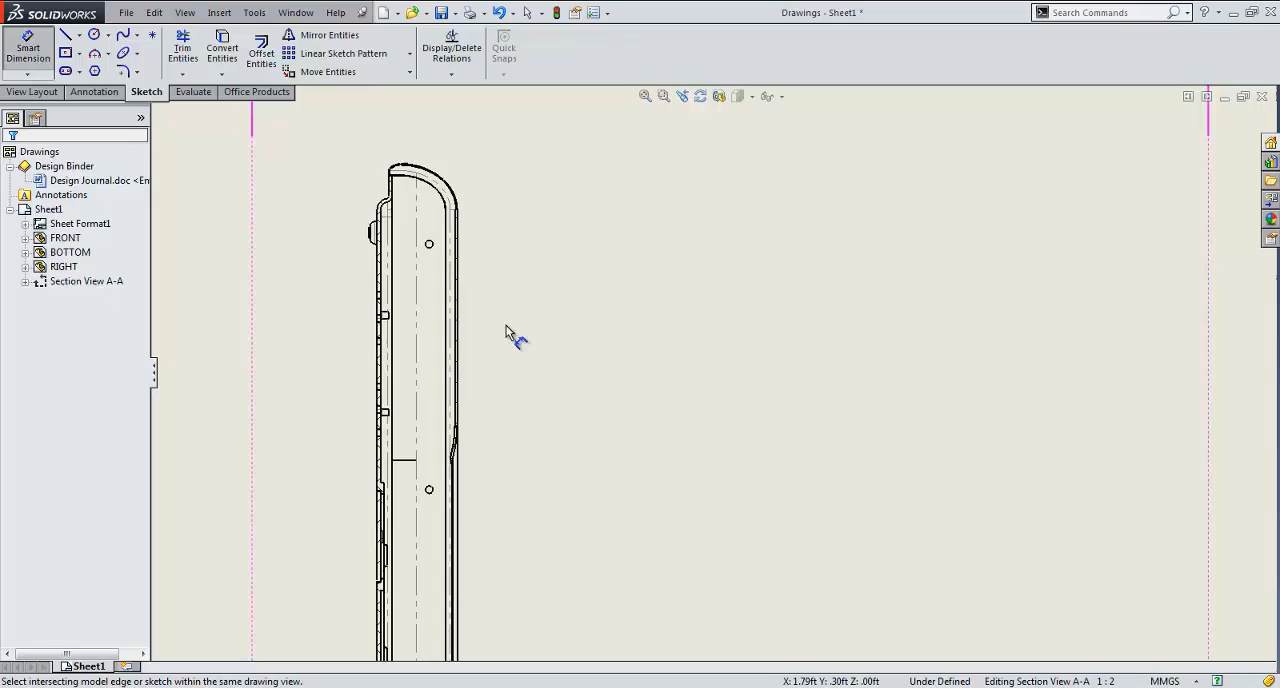 SOLIDWORKS File Edit View Insert Tools Window Help Drawings - Sheet1 * Search Commands
Smart Dimension Trim Entities Convert Entities Offset Entities Mirror Entities Linear Sketch Pattern Move Entities Display/Delete Relations Quick Snaps
View Layout Annotation Sketch Evaluate Office Products
Drawings
Design Binder
Design Journal.doc <En
Annotations
Sheet1
Sheet Format1
FRONT
BOTTOM
RIGHT
Section View A-A
Sheet1
Select intersecting model edge or sketch within the same drawing view. X: 1.79ft Y: .30ft Z: .00ft Under Defined Editing Section View A-A 1 : 2 MMGS